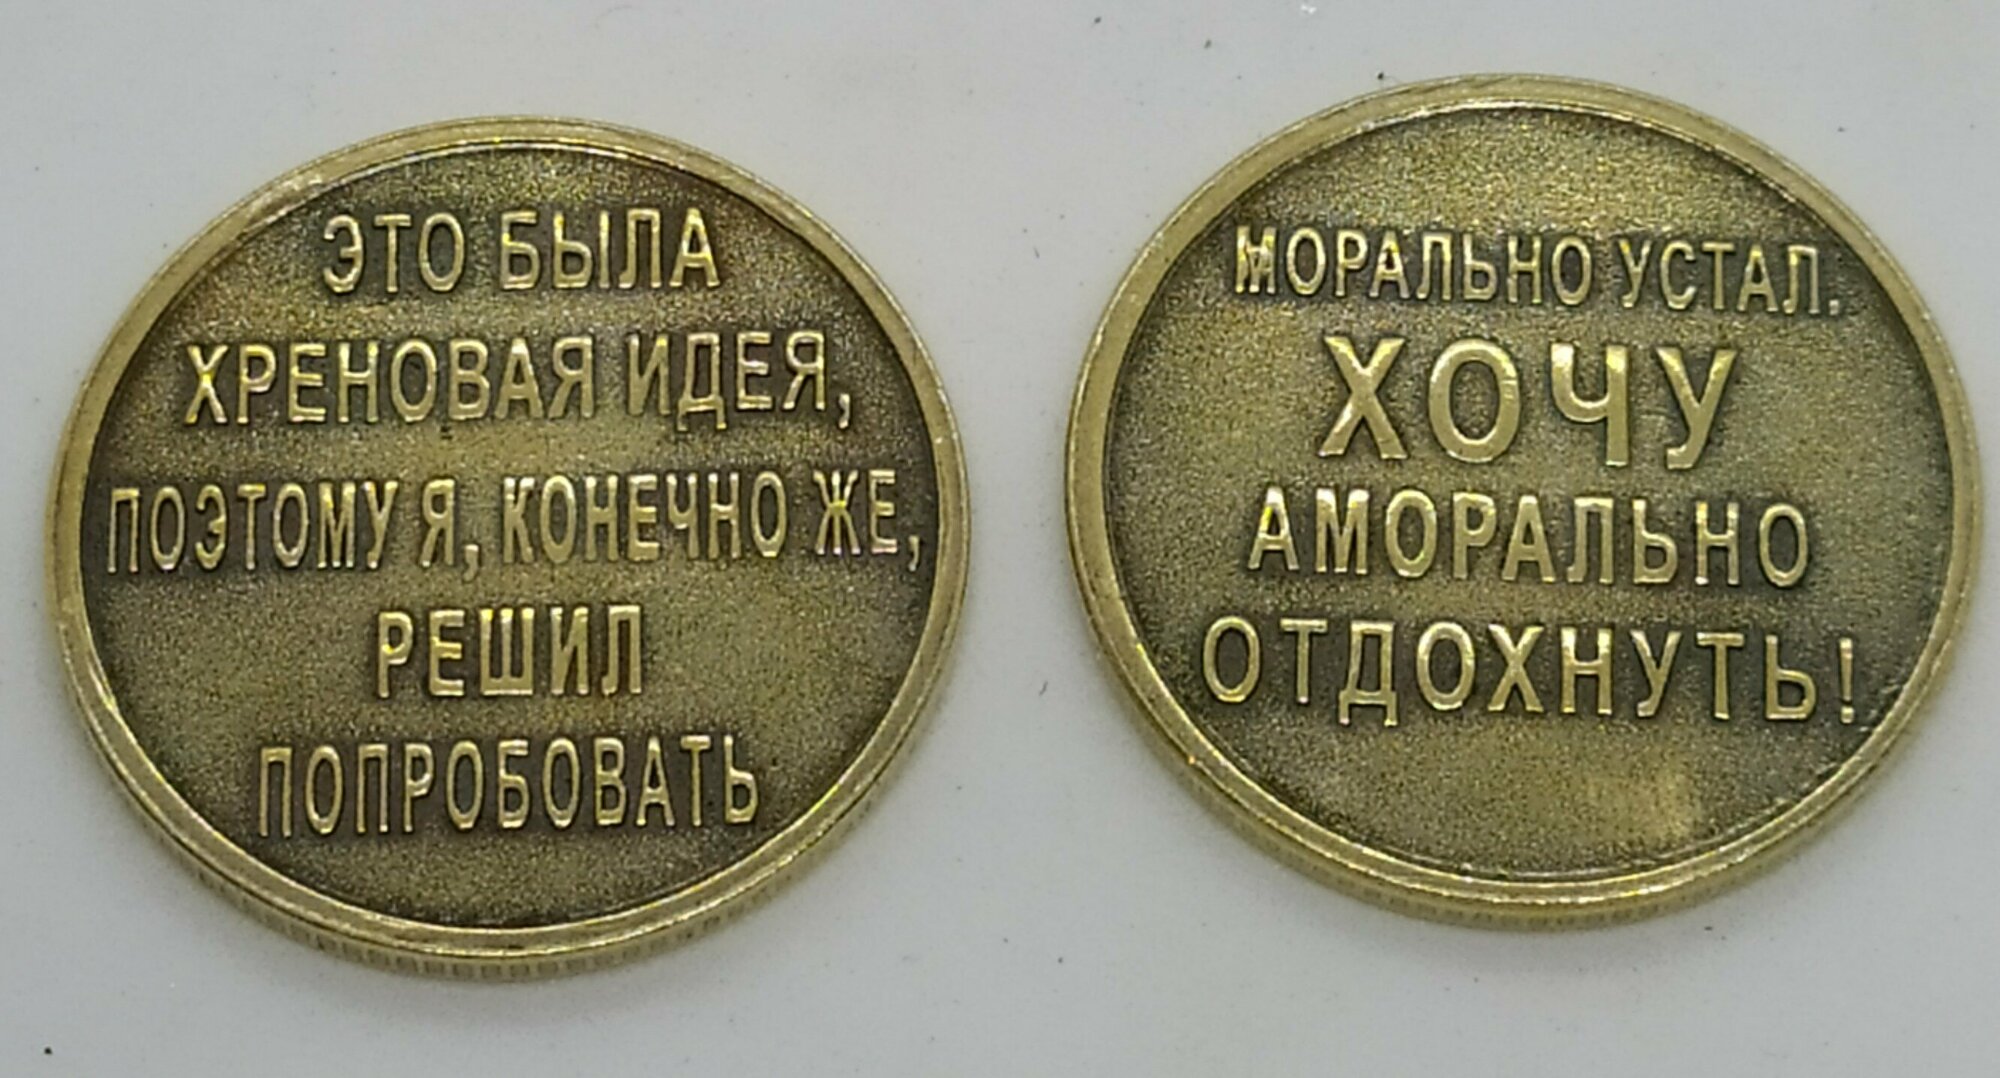 ЭТО БЫЛА
ХРЕНОВАЯ ИДЕЯ,
ПОЭТОМУ Я, КОНЕЧНО ЖЕ,
РЕШИЛ
ПОПРОБОВАТЬ
МОРАЛЬНО УСТАЛ.
ХОЧУ
АМОРАЛЬНО
ОТДОХНУТЬ!